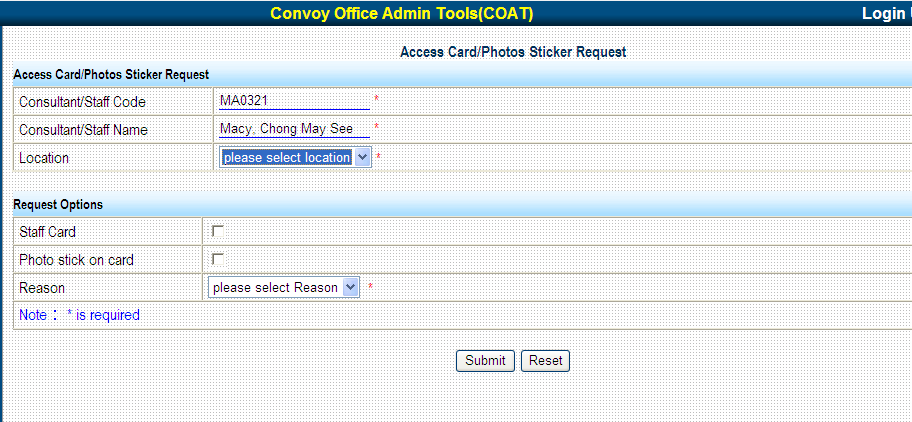 Convoy Office Admin Tools(COAT) Login
Access Card/Photos Sticker Request
Access Card/Photos Sticker Request
Consultant/Staff Code MA0321 *
Consultant/Staff Name Macy, Chong May See *
Location please select location *
Request Options
Staff Card
Photo stick on card
Reason please select Reason *
Note： * is required
Submit Reset